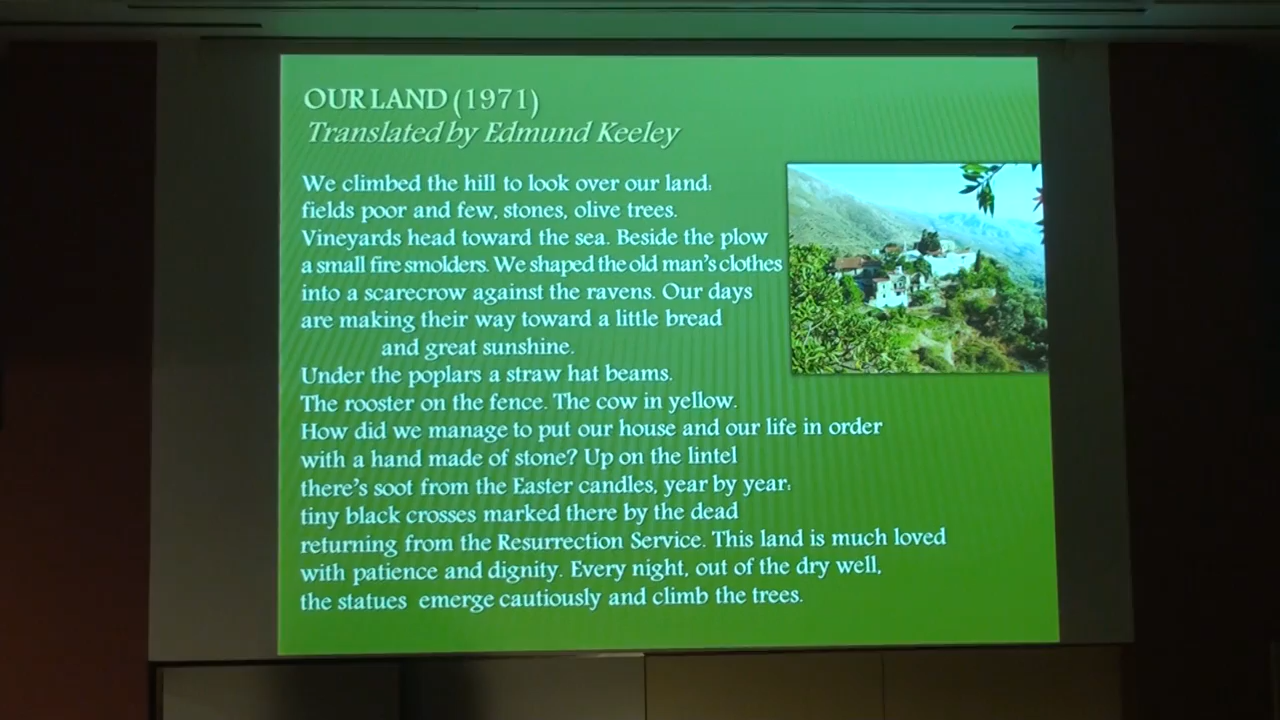 OUR LAND (1971)
Translated by Edmund Keeley
We climbed the hill to look over our land:
fields poor and few, stones, olive trees.
Vineyards head toward the sea. Beside the plow
a small fire smolders. We shaped the old man's clothes
into a scarecrow against the ravens. Our days
are making their way toward a little bread
and great sunshine.
Under the poplars a straw hat beams.
The rooster on the fence. The cow in yellow.
How did we manage to put our house and our life in order
with a hand made of stone? Up on the lintel
there's soot from the Easter candles, year by year:
tiny black crosses marked there by the dead
returning from the Resurrection Service. This land is much loved
with patience and dignity. Every night, out of the dry well,
the statues emerge cautiously and climb the trees.